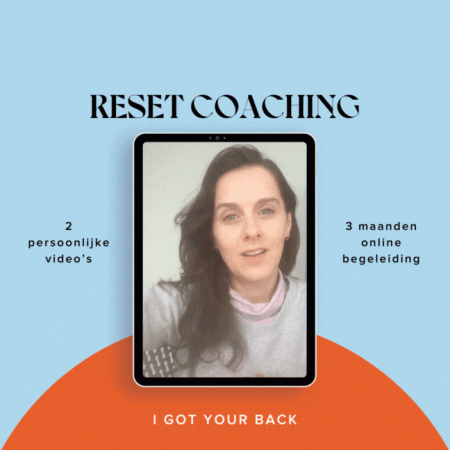 RESET COACHING
2
persoonlijke
video's
3 maanden
online
begeleiding
I GOT YOUR BACK